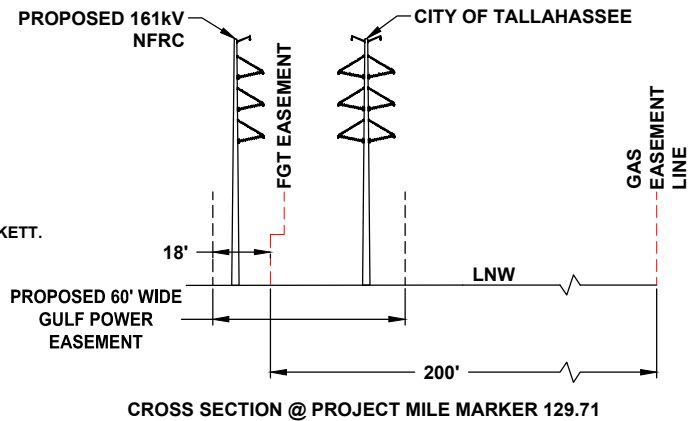 PROPOSED 161kV
NFRC
CITY OF TALLAHASSEE
FGT EASEMENT
GAS
EASEMENT
LINE
KETT.
18'
LNW
PROPOSED 60' WIDE
GULF POWER
EASEMENT
200'
CROSS SECTION @ PROJECT MILE MARKER 129.71